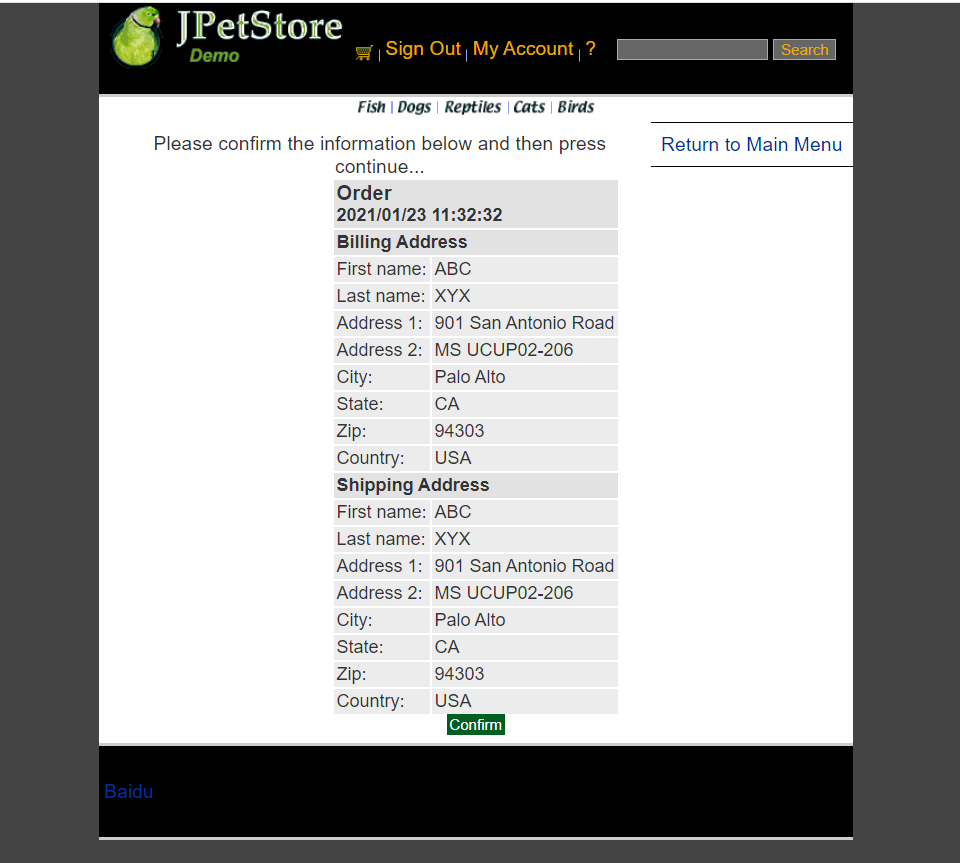 JPetStore
Demo
Sign Out | My Account | ?
Search
Fish | Dogs | Reptiles | Cats | Birds
Return to Main Menu
Please confirm the information below and then press
continue...
Order
2021/01/23 11:32:32
Billing Address
First name: ABC
Last name: XYX
Address 1: 901 San Antonio Road
Address 2: MS UCUP02-206
City: Palo Alto
State: CA
Zip: 94303
Country: USA
Shipping Address
First name: ABC
Last name: XYX
Address 1: 901 San Antonio Road
Address 2: MS UCUP02-206
City: Palo Alto
State: CA
Zip: 94303
Country: USA
Confirm
Baidu